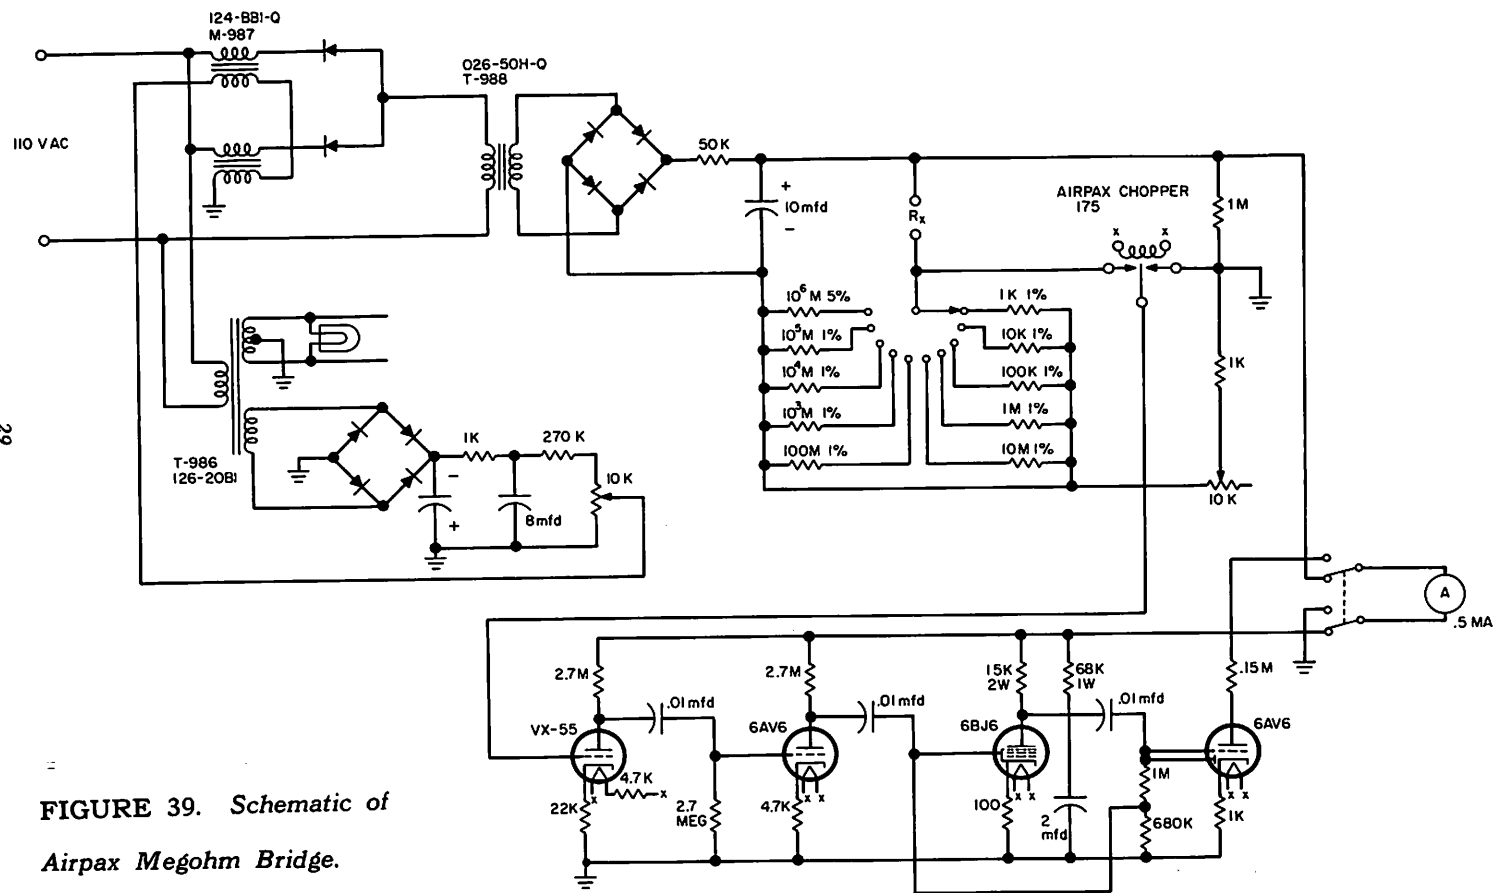 124-BB1-Q
M-987
026-50H-Q
T-988
110 V AC
50 K
+
10mfd
-
Rx
AIRPAX CHOPPER
175
x x
1M
10⁶ M 5%
1K 1%
10⁵M 1%
10K 1%
1K
10⁴M 1%
100K 1%
10³M 1%
1M 1%
100M 1%
10M 1%
10 K
T-986
126-20B1
1K
270 K
10 K
-
+
8mfd
29
A
.5 MA
2.7M
2.7M
15K
2W
68K
1W
.15M
.01mfd
.01mfd
.01mfd
VX-55
6AV6
6BJ6
6AV6
x
4.7K
x
x x
x x
x x
22K
2.7
MEG
4.7K
100
2
mfd
1M
680K
1K
FIGURE 39. Schematic of
Airpax Megohm Bridge.